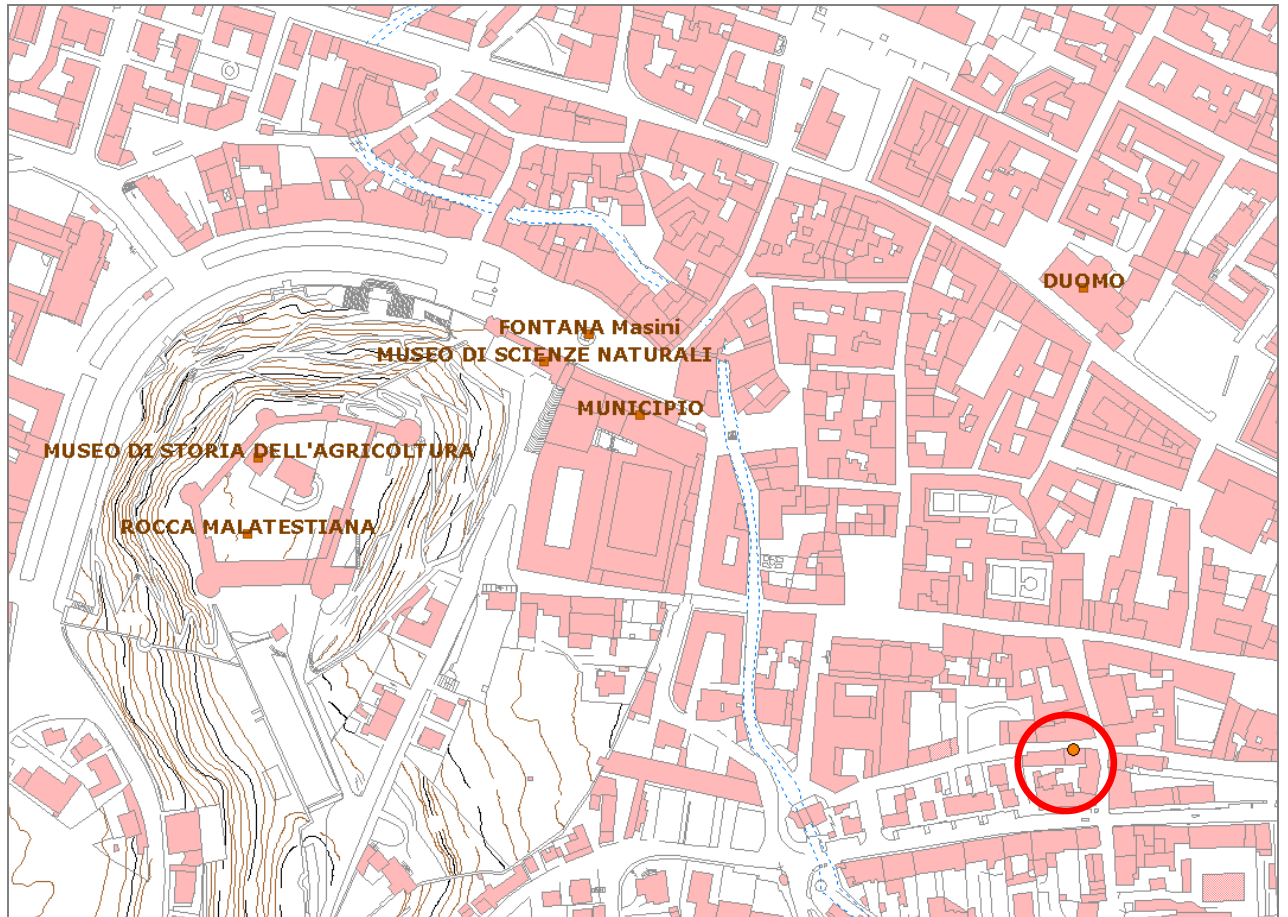 DUOMO
FONTANA Masini
MUSEO DI SCIENZE NATURALI
MUNICIPIO
MUSEO DI STORIA DELL'AGRICOLTURA
ROCCA MALATESTIANA